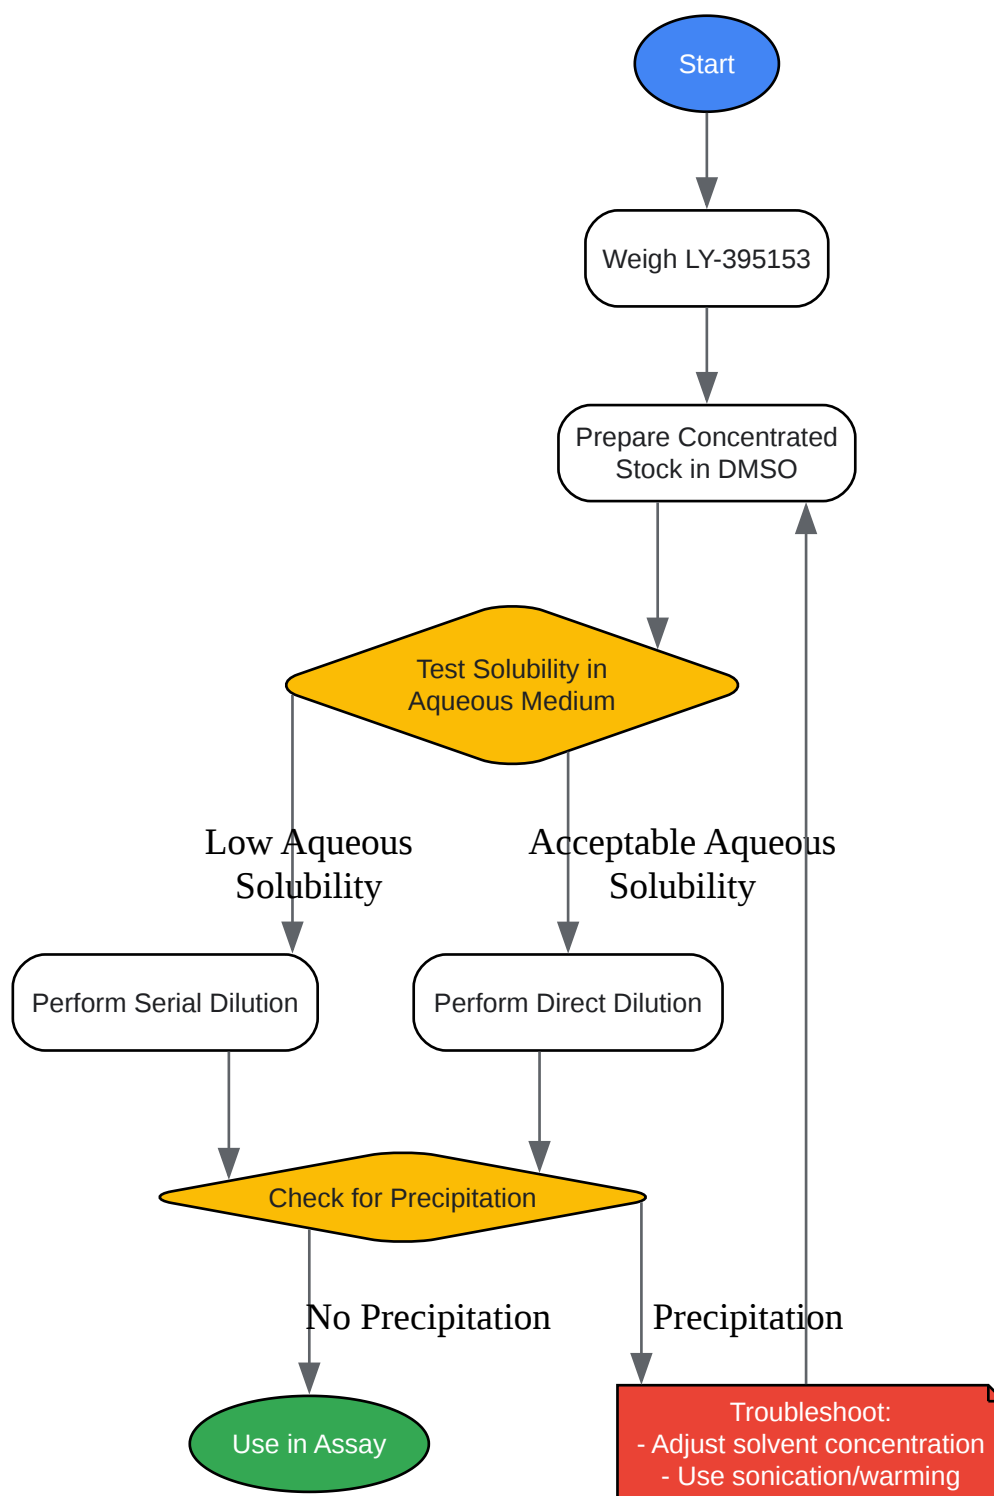 Start
Weigh LY-395153
Prepare Concentrated
Stock in DMSO
Test Solubility in
Aqueous Medium
Low Aqueous
Solubility
Acceptable Aqueous
Solubility
Perform Serial Dilution
Perform Direct Dilution
Check for Precipitation
No Precipitation
Precipitation
Use in Assay
Troubleshoot:
- Adjust solvent concentration
- Use sonication/warming